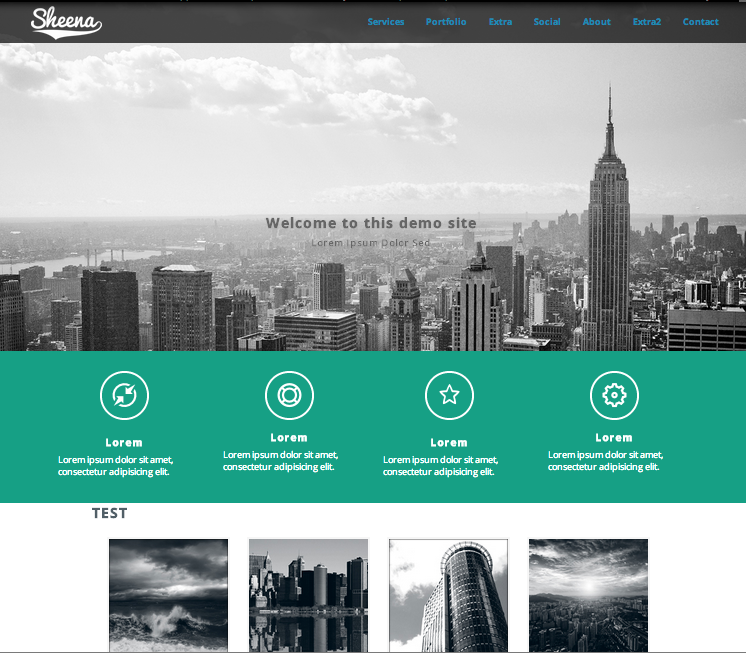 Sheena
Services Portfolio Extra Social About Extra2 Contact
Welcome to this demo site
Lorem Ipsum Dolor Sed
Lorem
Lorem ipsum dolor sit amet,
consectetur adipisicing elit.
Lorem
Lorem ipsum dolor sit amet,
consectetur adipisicing elit.
Lorem
Lorem ipsum dolor sit amet,
consectetur adipisicing elit.
Lorem
Lorem ipsum dolor sit amet,
consectetur adipisicing elit.
TEST